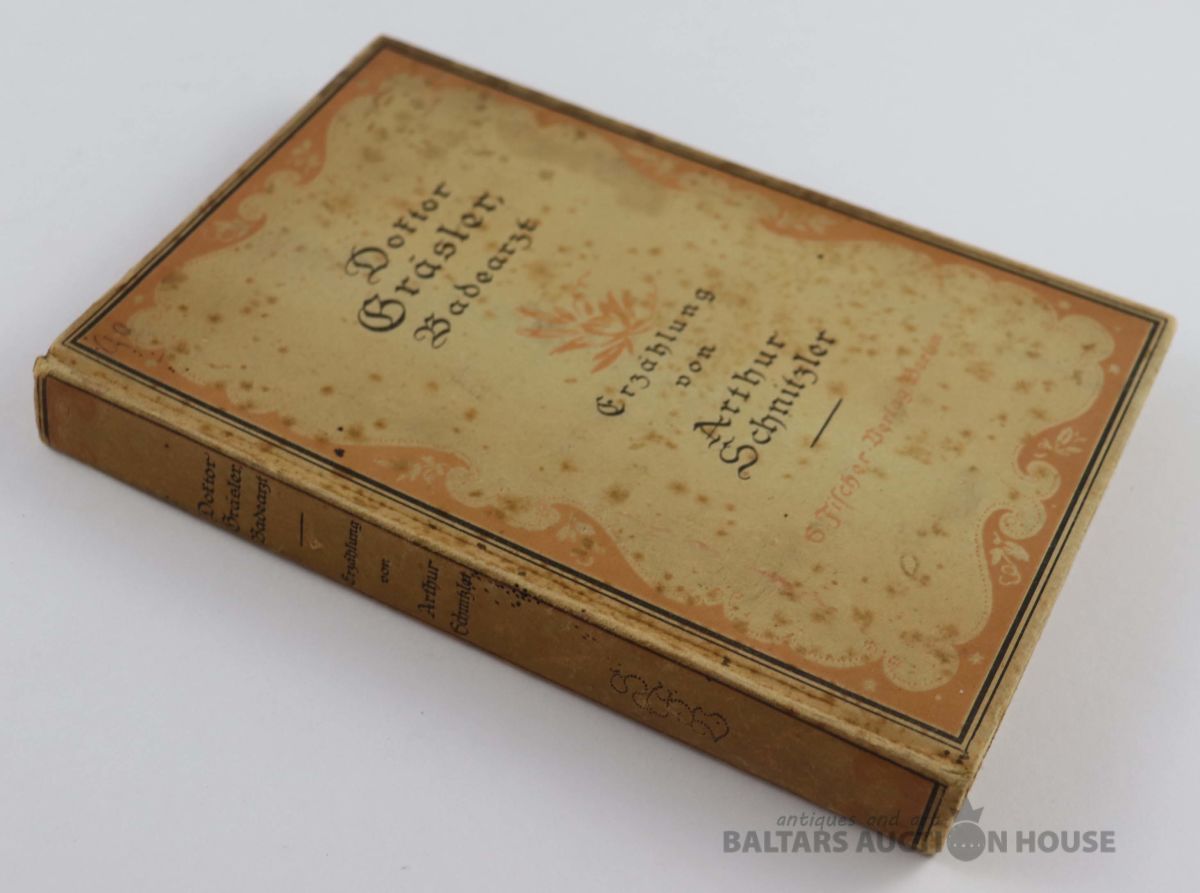 Doktor
Gräsler,
Badearzt
Erzählung
von
Arthur
Schnitzler
S. Fischer Verlag Berlin
Doktor
Gräsler,
Badearzt
Erzählung
von
Arthur
Schnitzler
antiques and art
BALTARS AUCTION HOUSE